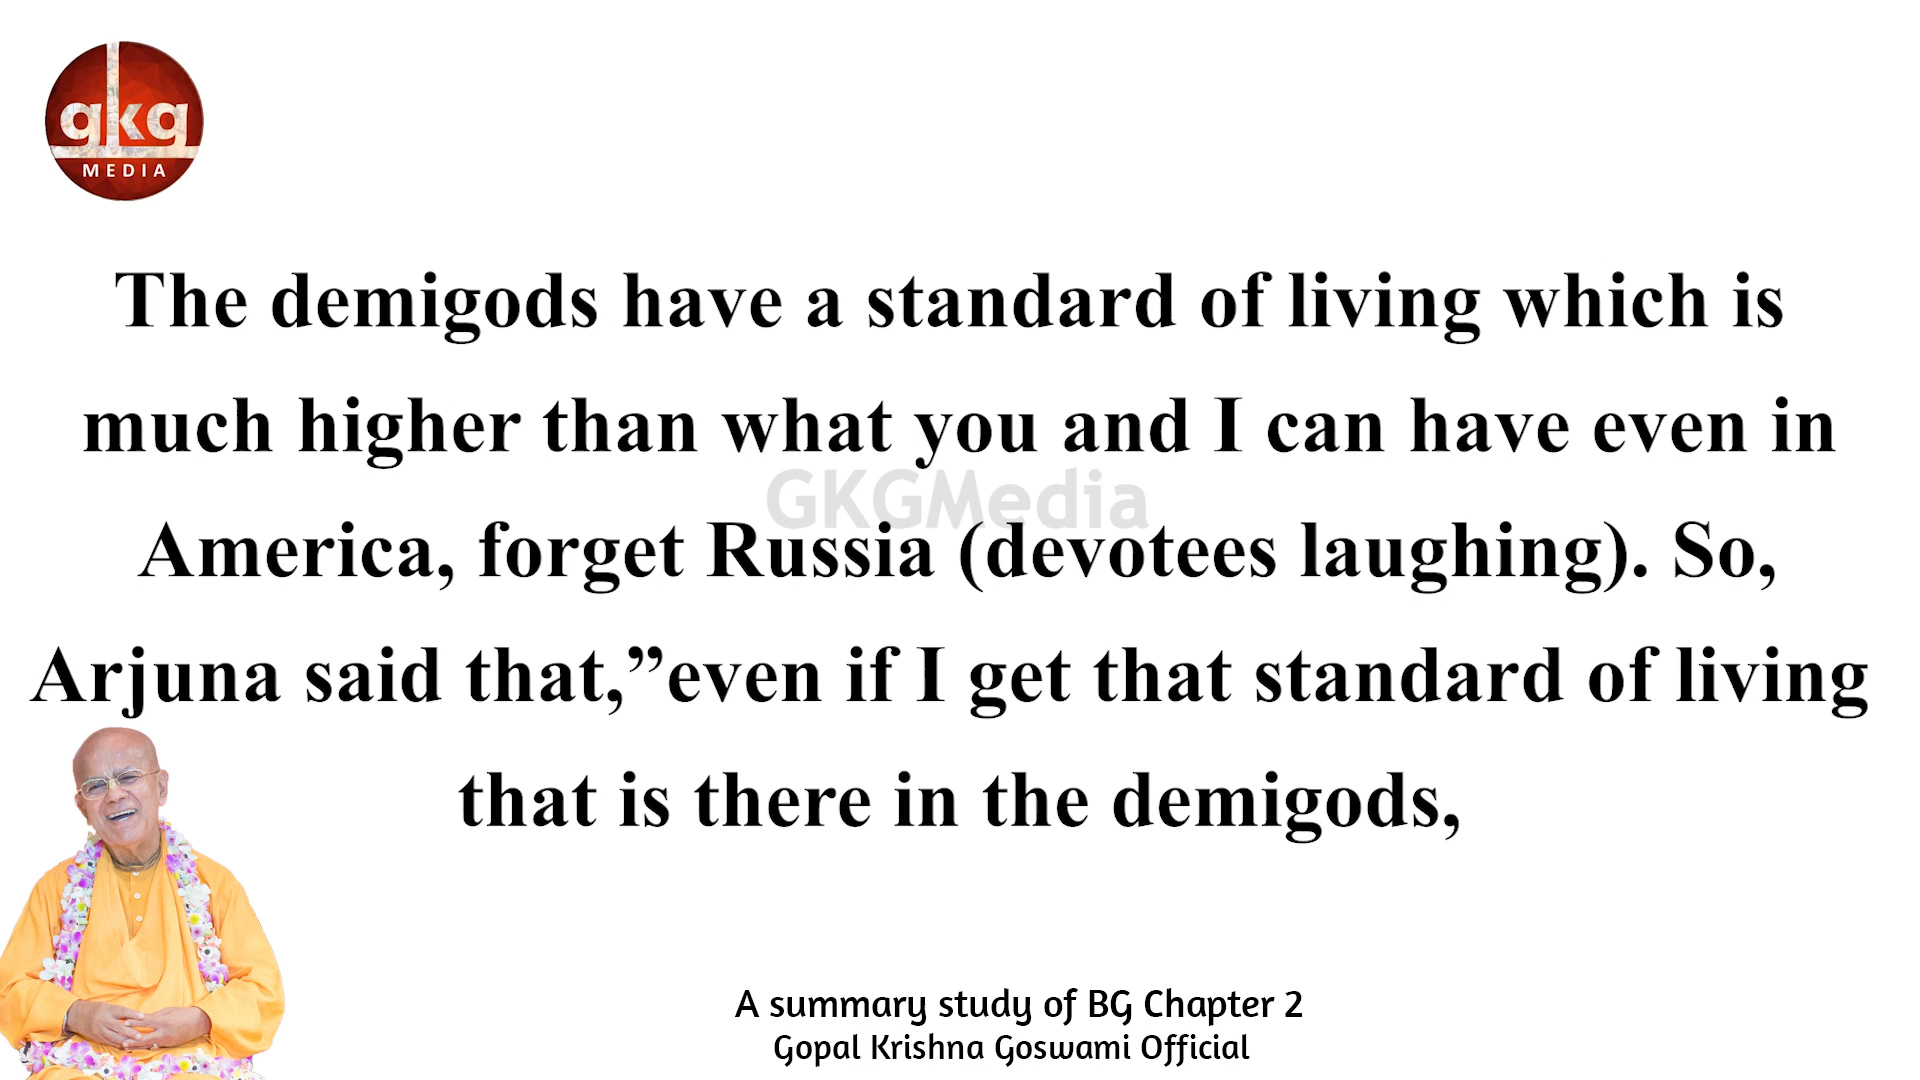 gkg
MEDIA
The demigods have a standard of living which is
much higher than what you and I can have even in
GKGMedia
America, forget Russia (devotees laughing). So,
Arjuna said that,”even if I get that standard of living
that is there in the demigods,
A summary study of BG Chapter 2
Gopal Krishna Goswami Official